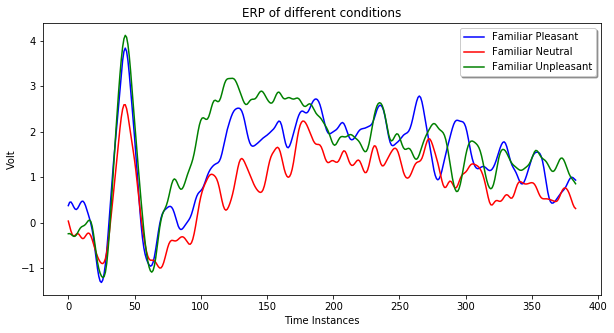 ERP of different conditions
Familiar Pleasant
Familiar Neutral
Familiar Unpleasant
Volt
4
3
2
1
0
−1
0 50 100 150 200 250 300 350 400
Time Instances